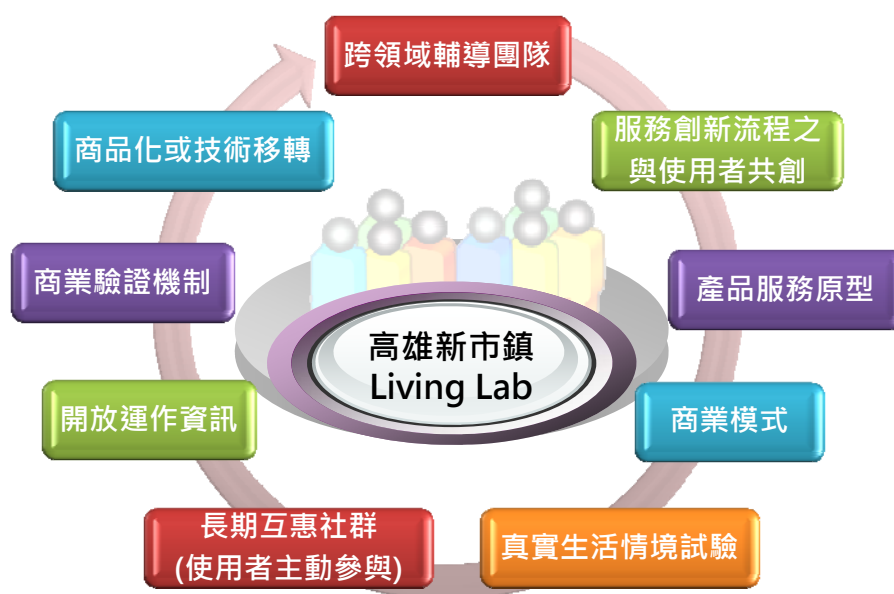 跨領域輔導團隊
服務創新流程之
與使用者共創
產品服務原型
商業模式
真實生活情境試驗
長期互惠社群
(使用者主動參與)
開放運作資訊
商業驗證機制
商品化或技術移轉
高雄新市鎮
Living Lab